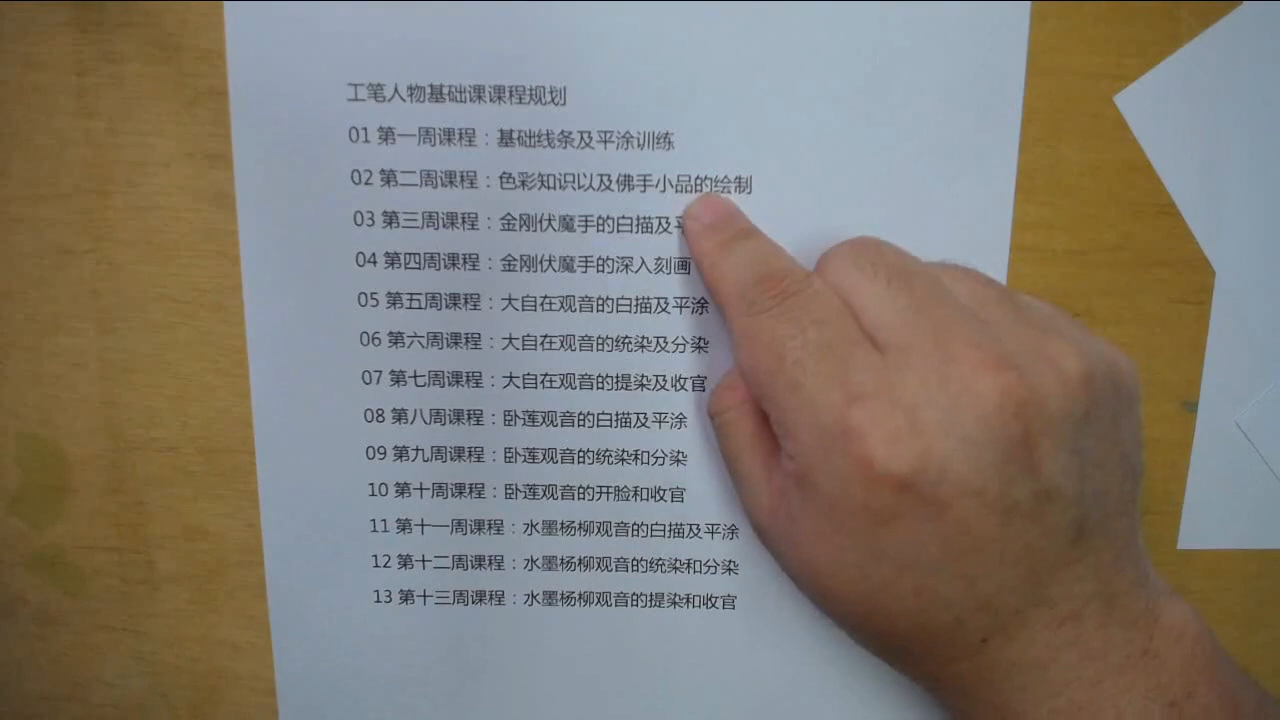 工笔人物基础课课程规划
01 第一周课程：基础线条及平涂训练
02 第二周课程：色彩知识以及佛手小品的绘制
03 第三周课程：金刚伏魔手的白描及平
04 第四周课程：金刚伏魔手的深入刻画
05 第五周课程：大自在观音的白描及平涂
06 第六周课程：大自在观音的统染及分染
07 第七周课程：大自在观音的提染及收官
08 第八周课程：卧莲观音的白描及平涂
09 第九周课程：卧莲观音的统染和分染
10 第十周课程：卧莲观音的开脸和收官
11 第十一周课程：水墨杨柳观音的白描及平涂
12 第十二周课程：水墨杨柳观音的统染和分染
13 第十三周课程：水墨杨柳观音的提染和收官